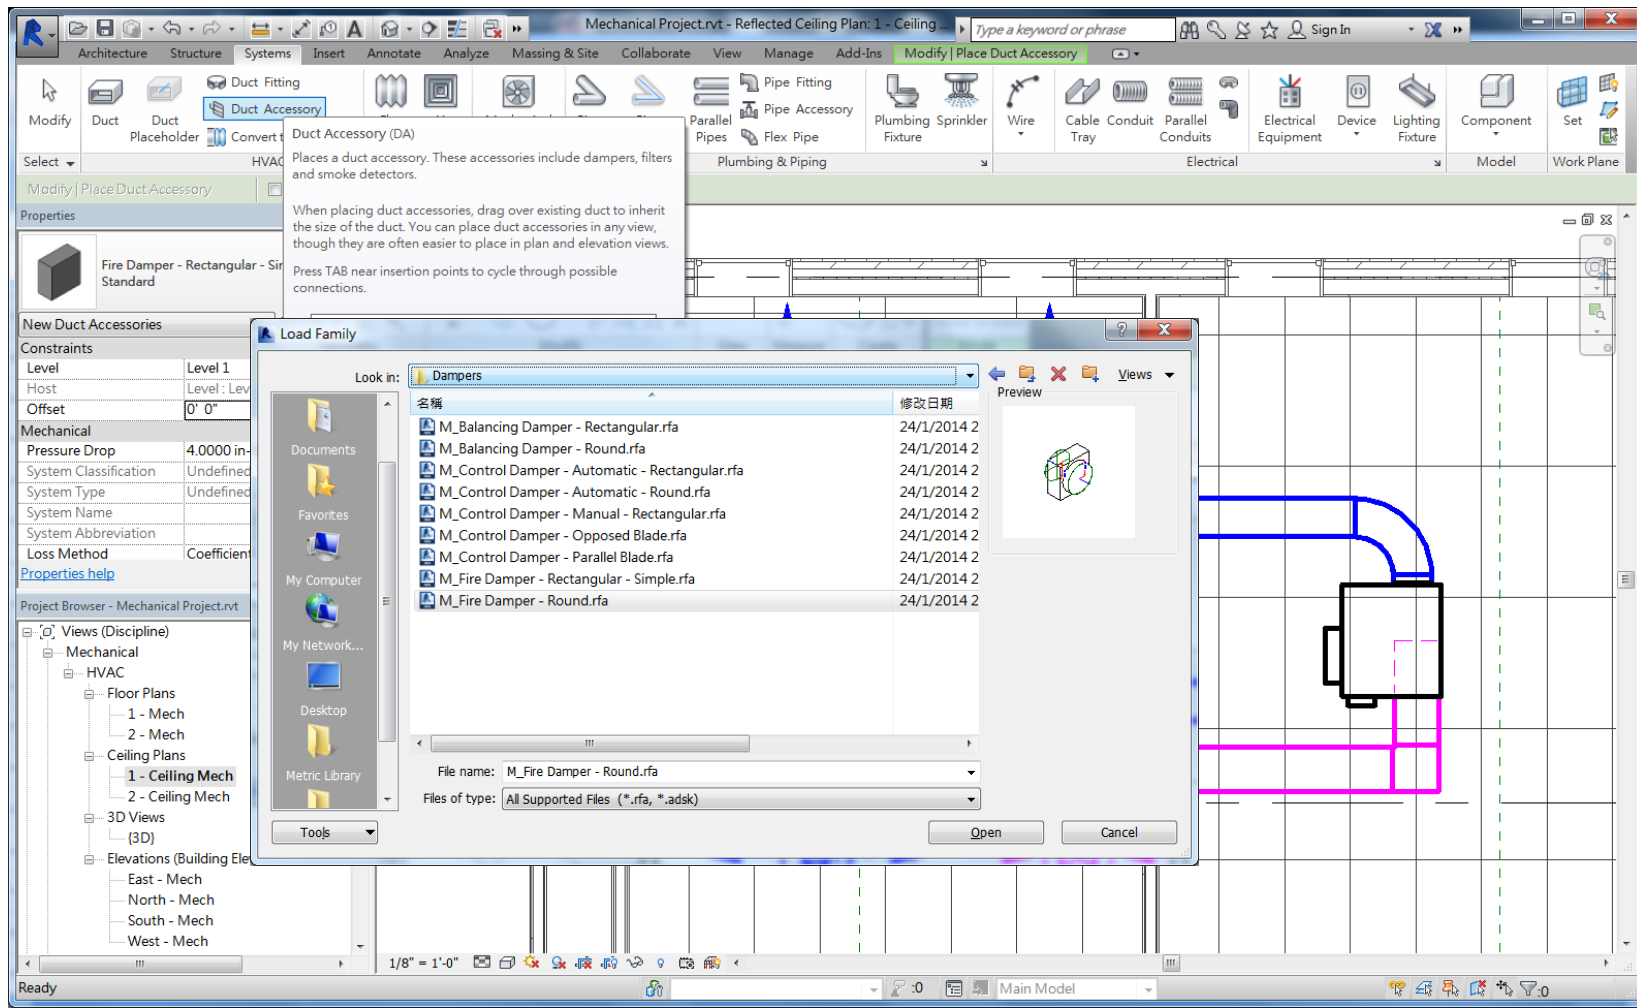 Mechanical Project.rvt - Reflected Ceiling Plan: 1 - Ceiling ...
Type a keyword or phrase
Sign In
Architecture Structure Systems Insert Annotate Analyze Massing & Site Collaborate View Manage Add-Ins Modify | Place Duct Accessory
Modify
Duct
Duct
Placeholder
Duct Fitting
Duct Accessory
Convert
Parallel
Pipes
Pipe Fitting
Pipe Accessory
Flex Pipe
Plumbing
Fixture
Sprinkler
Wire
Cable
Tray
Conduit
Parallel
Conduits
Electrical
Equipment
Device
Lighting
Fixture
Component
Set
Select
HVAC
Plumbing & Piping
Electrical
Model
Work Plane
Modify | Place Duct Accessory
Duct Accessory (DA)
Places a duct accessory. These accessories include dampers, filters
and smoke detectors.
When placing duct accessories, drag over existing duct to inherit
the size of the duct. You can place duct accessories in any view,
though they are often easier to place in plan and elevation views.
Press TAB near insertion points to cycle through possible
connections.
Properties
Fire Damper - Rectangular - Sim
Standard
New Duct Accessories
Constraints
Level Level 1
Host Level : Lev
Offset 0' 0"
Mechanical
Pressure Drop 4.0000 in-
System Classification Undefined
System Type Undefined
System Name
System Abbreviation
Loss Method Coefficient
Properties help
Project Browser - Mechanical Project.rvt
Views (Discipline)
Mechanical
HVAC
Floor Plans
1 - Mech
2 - Mech
Ceiling Plans
1 - Ceiling Mech
2 - Ceiling Mech
3D Views
{3D}
Elevations (Building Ele
East - Mech
North - Mech
South - Mech
West - Mech
Load Family
Look in: Dampers
Views
Documents
Favorites
My Computer
My Network...
Desktop
Metric Library
名稱 修改日期
M_Balancing Damper - Rectangular.rfa 24/1/2014 2
M_Balancing Damper - Round.rfa 24/1/2014 2
M_Control Damper - Automatic - Rectangular.rfa 24/1/2014 2
M_Control Damper - Automatic - Round.rfa 24/1/2014 2
M_Control Damper - Manual - Rectangular.rfa 24/1/2014 2
M_Control Damper - Opposed Blade.rfa 24/1/2014 2
M_Control Damper - Parallel Blade.rfa 24/1/2014 2
M_Fire Damper - Rectangular - Simple.rfa 24/1/2014 2
M_Fire Damper - Round.rfa 24/1/2014 2
Preview
File name: M_Fire Damper - Round.rfa
Files of type: All Supported Files (*.rfa, *.adsk)
Tools
Open
Cancel
1/8" = 1'-0"
Ready
:0
Main Model
:0